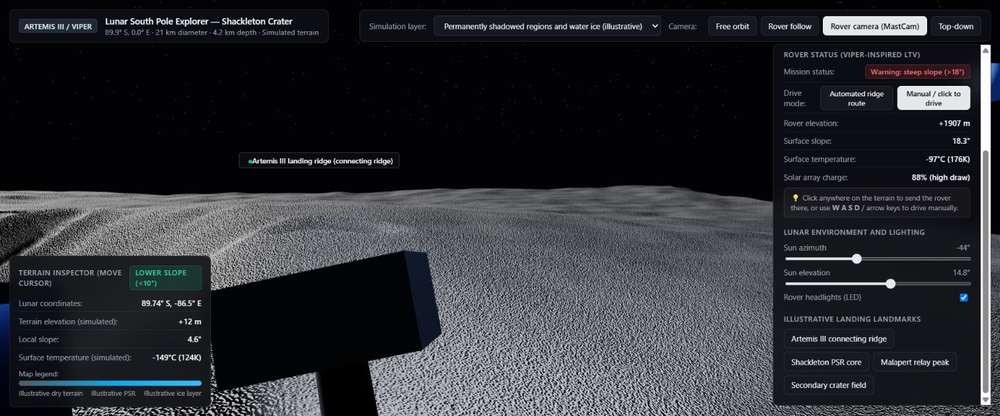 ARTEMIS III / VIPER
Lunar South Pole Explorer — Shackleton Crater
89.9° S, 0.0° E · 21 km diameter · 4.2 km depth · Simulated terrain
Simulation layer:
Permanently shadowed regions and water ice (illustrative)
Camera:
Free orbit
Rover follow
Rover camera (MastCam)
Top-down
Artemis III landing ridge (connecting ridge)
ROVER STATUS (VIPER-INSPIRED LTV)
Mission status:
Warning: steep slope (>18°)
Drive
mode:
Automated ridge
route
Manual / click to
drive
Rover elevation:
+1907 m
Surface slope:
18.3°
Surface temperature:
-97°C (176K)
Solar array charge:
88% (high draw)
💡 Click anywhere on the terrain to send the rover
there, or use W A S D / arrow keys to drive manually.
LUNAR ENVIRONMENT AND LIGHTING
Sun azimuth
-44°
Sun elevation
14.8°
Rover headlights (LED)
ILLUSTRATIVE LANDING LANDMARKS
Artemis III connecting ridge
Shackleton PSR core
Malapert relay peak
Secondary crater field
TERRAIN INSPECTOR (MOVE
CURSOR)
LOWER SLOPE
(<10°)
Lunar coordinates:
89.74° S, -86.5° E
Terrain elevation (simulated):
+12 m
Local slope:
4.6°
Surface temperature (simulated):
-149°C (124K)
Map legend:
Illustrative dry terrain
Illustrative PSR
Illustrative ice layer